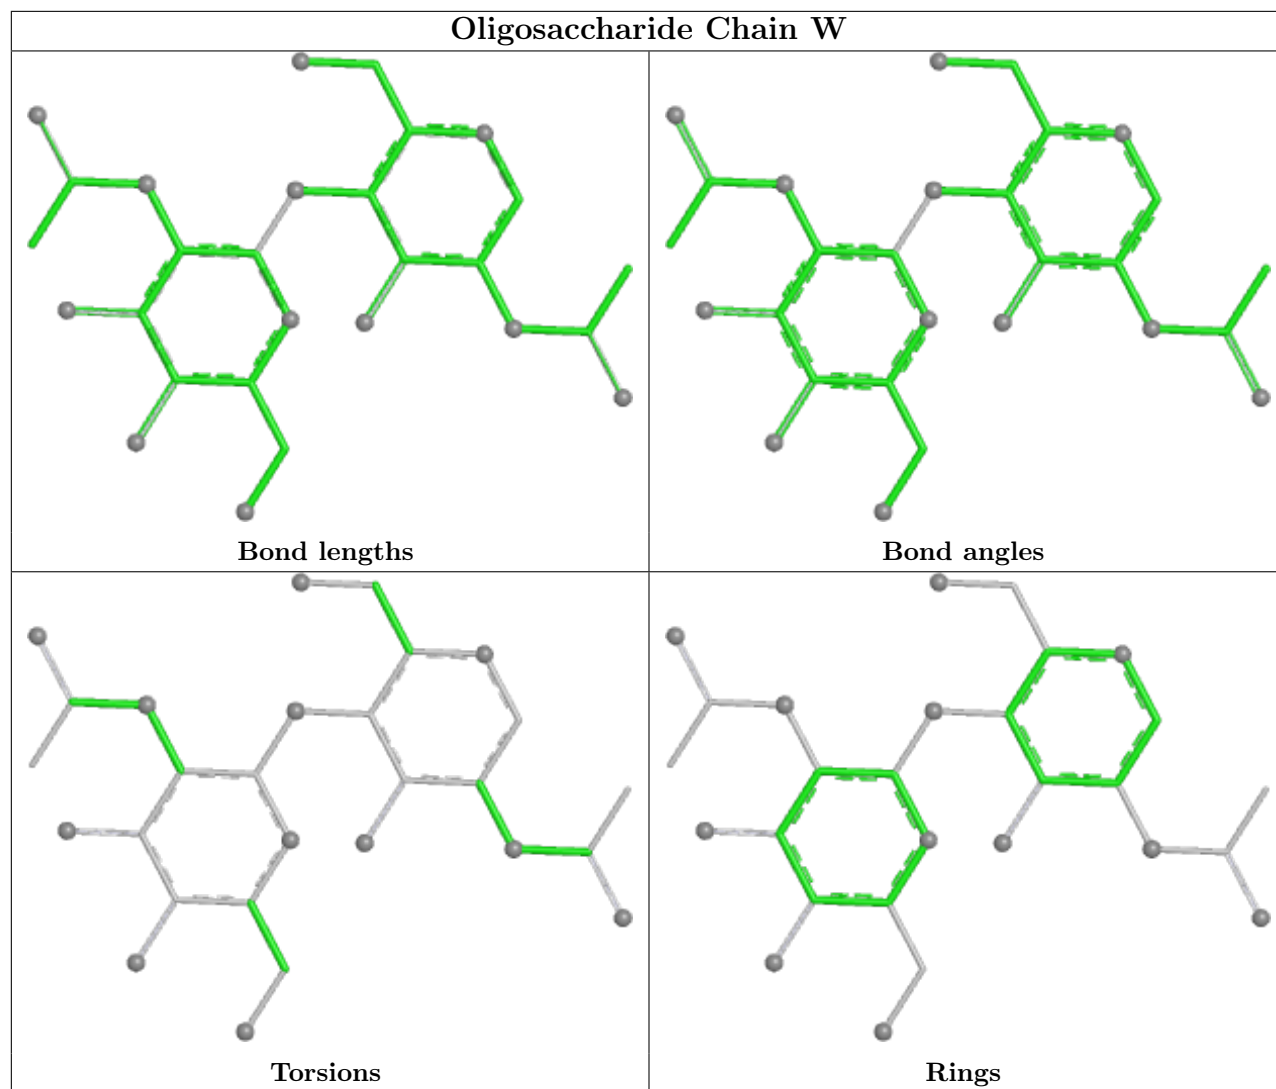 Oligosaccharide Chain W
Bond lengths
Bond angles
Torsions
Rings